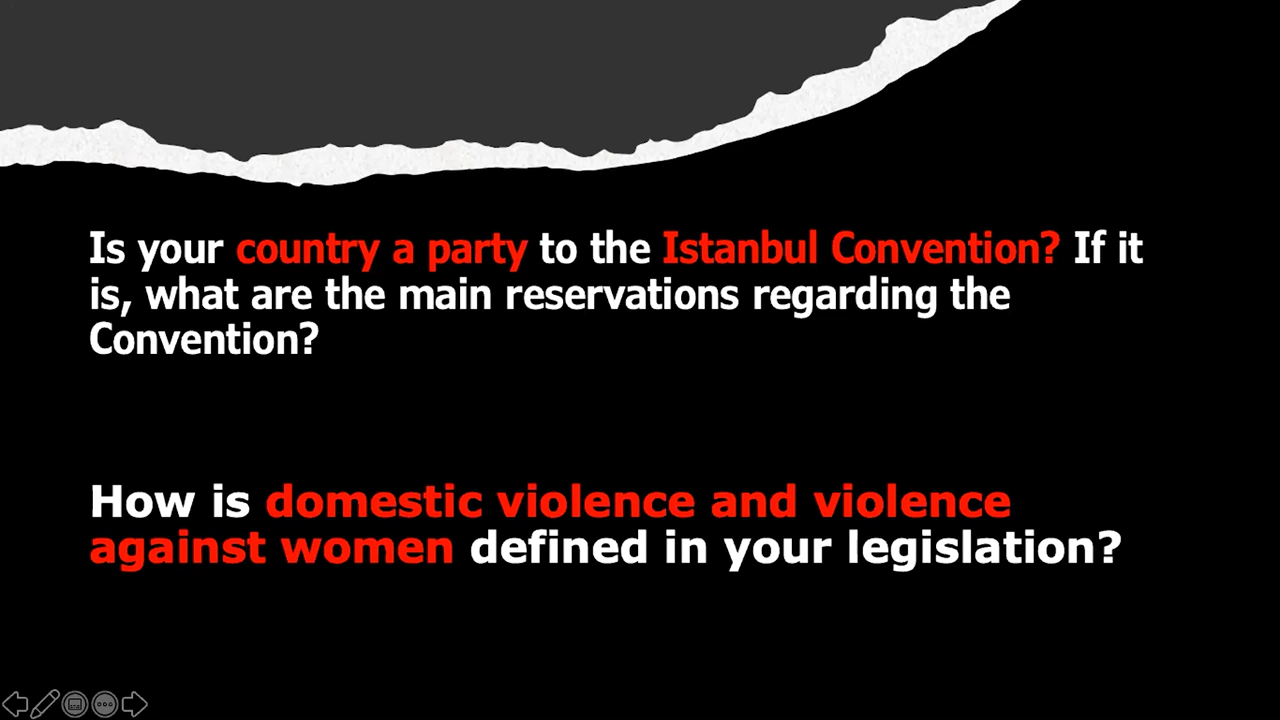 Is your country a party to the Istanbul Convention? If it
is, what are the main reservations regarding the
Convention?
How is domestic violence and violence
against women defined in your legislation?